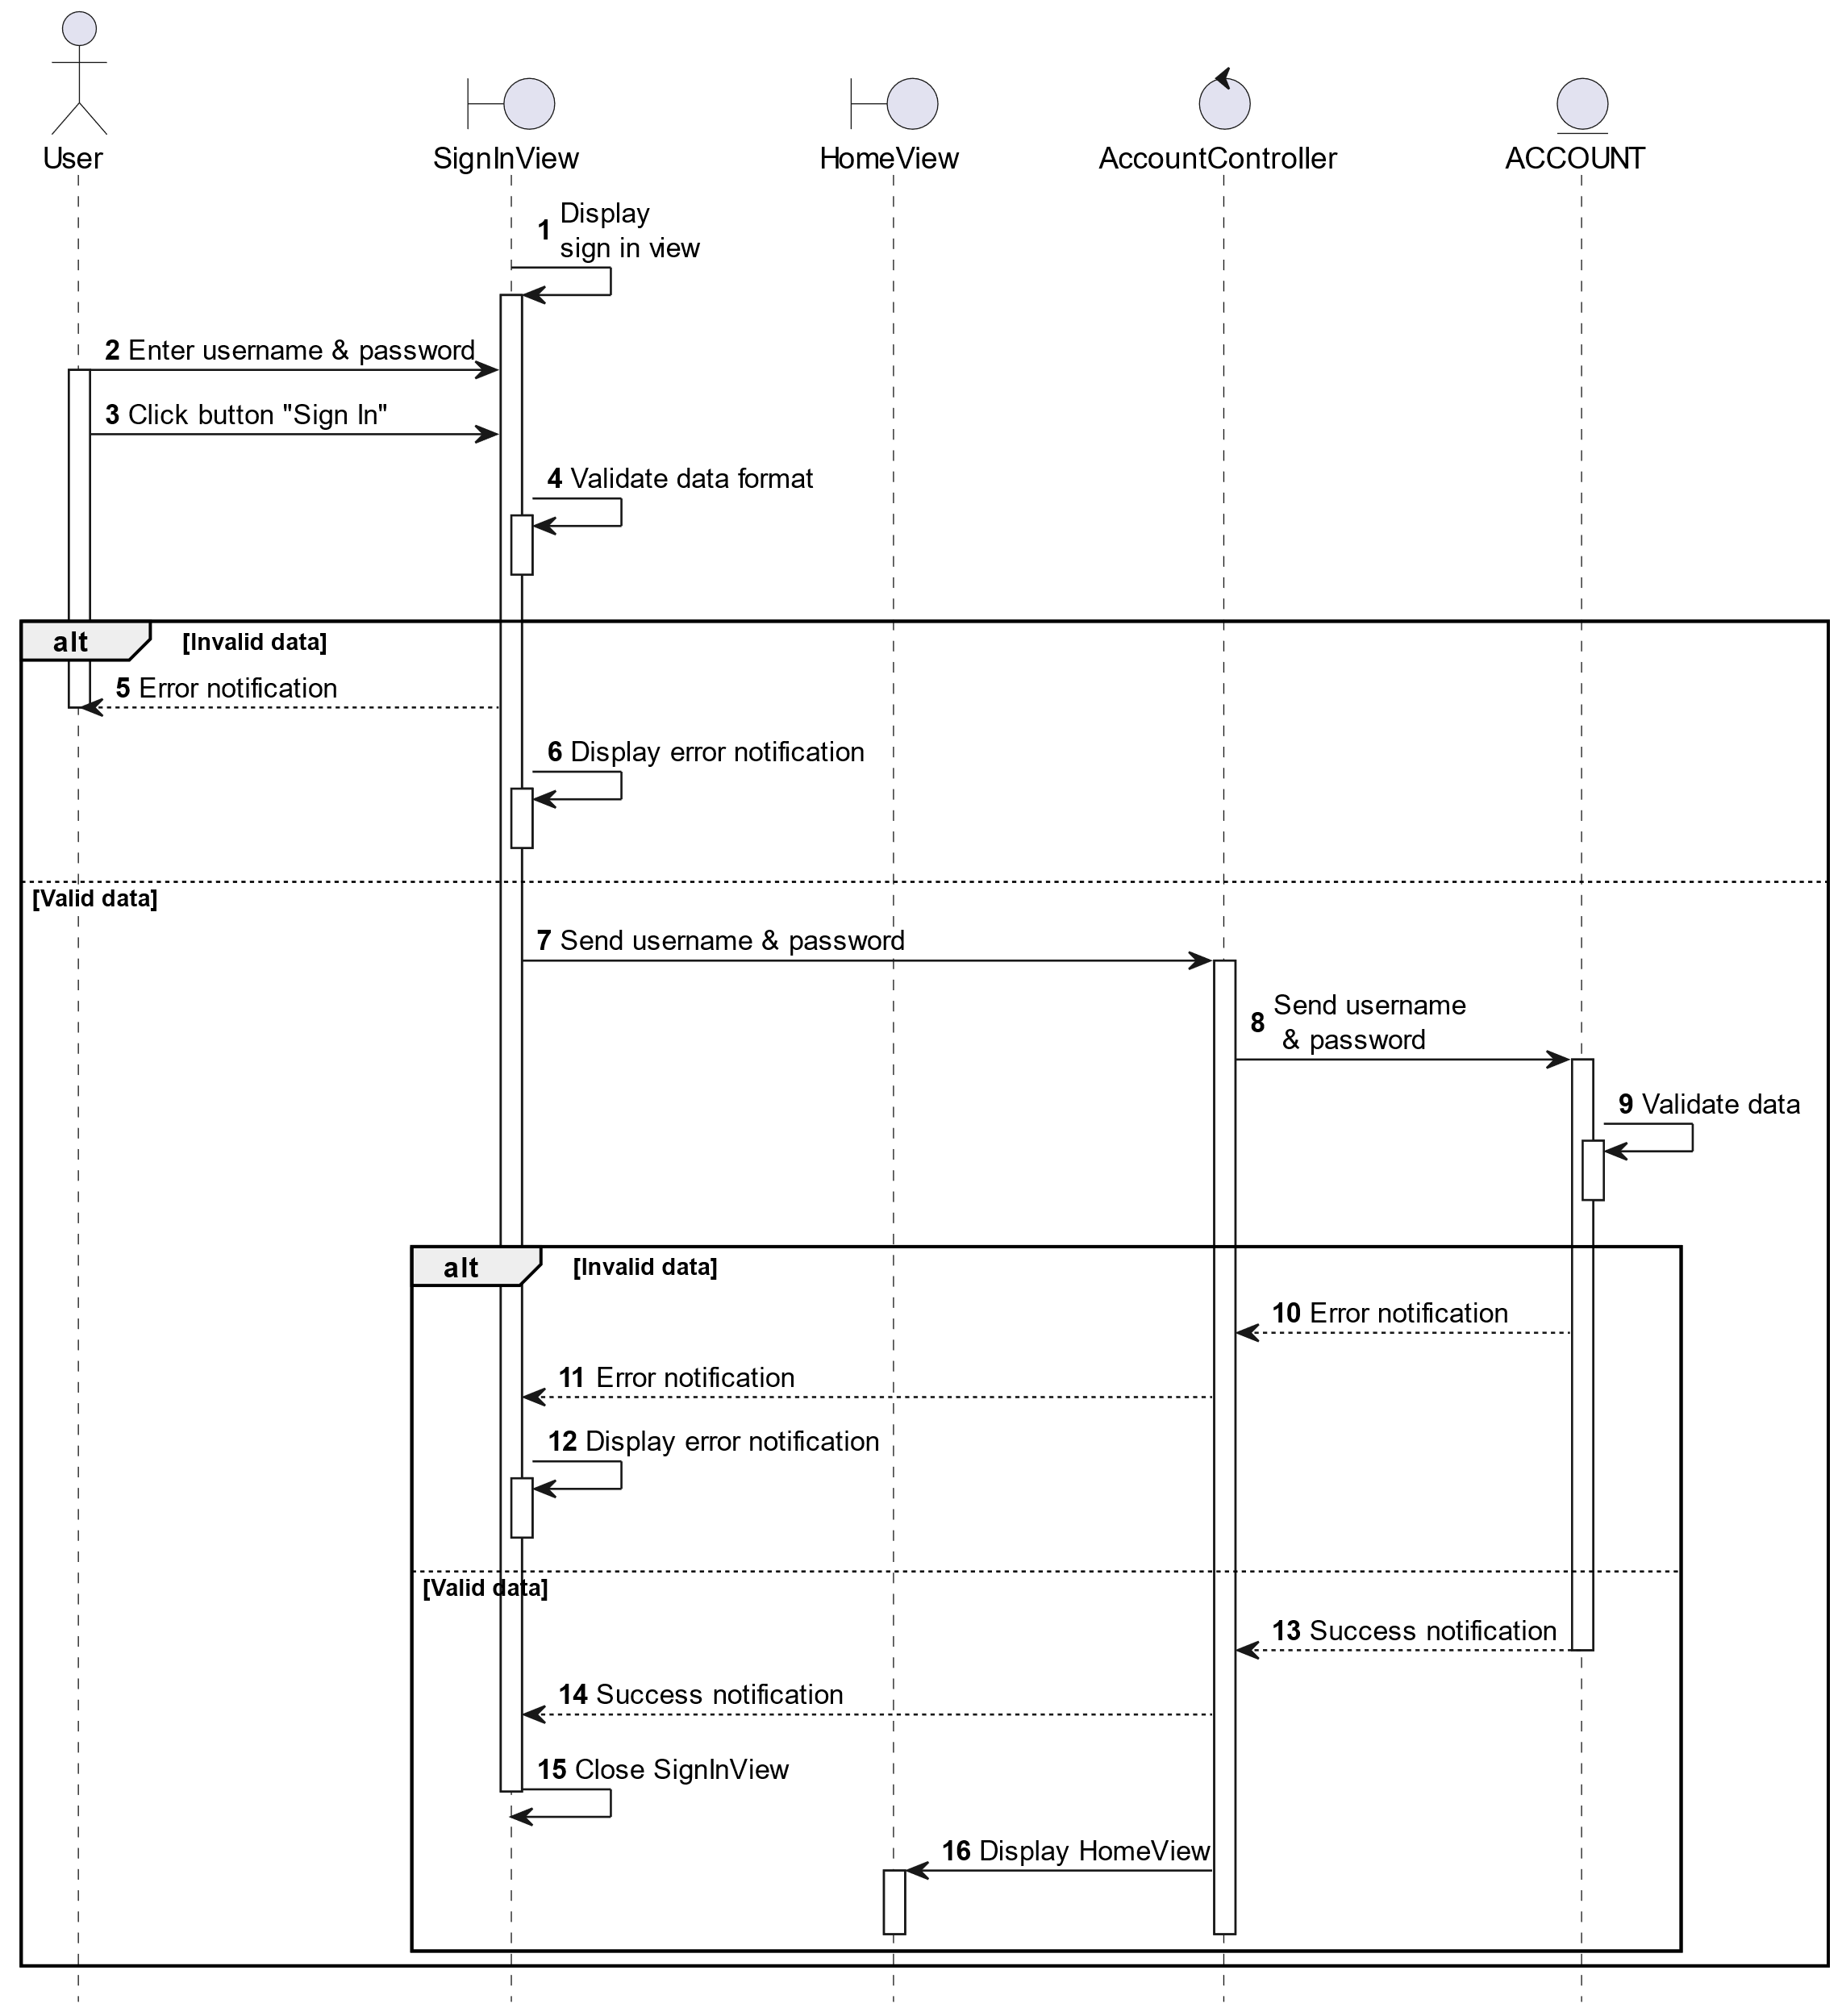 User
SignInView
HomeView
AccountController
ACCOUNT
1 Display
sign in view
2 Enter username & password
3 Click button "Sign In"
4 Validate data format
alt [Invalid data]
5 Error notification
6 Display error notification
[Valid data]
7 Send username & password
8 Send username
& password
9 Validate data
alt [Invalid data]
10 Error notification
11 Error notification
12 Display error notification
[Valid data]
13 Success notification
14 Success notification
15 Close SignInView
16 Display HomeView